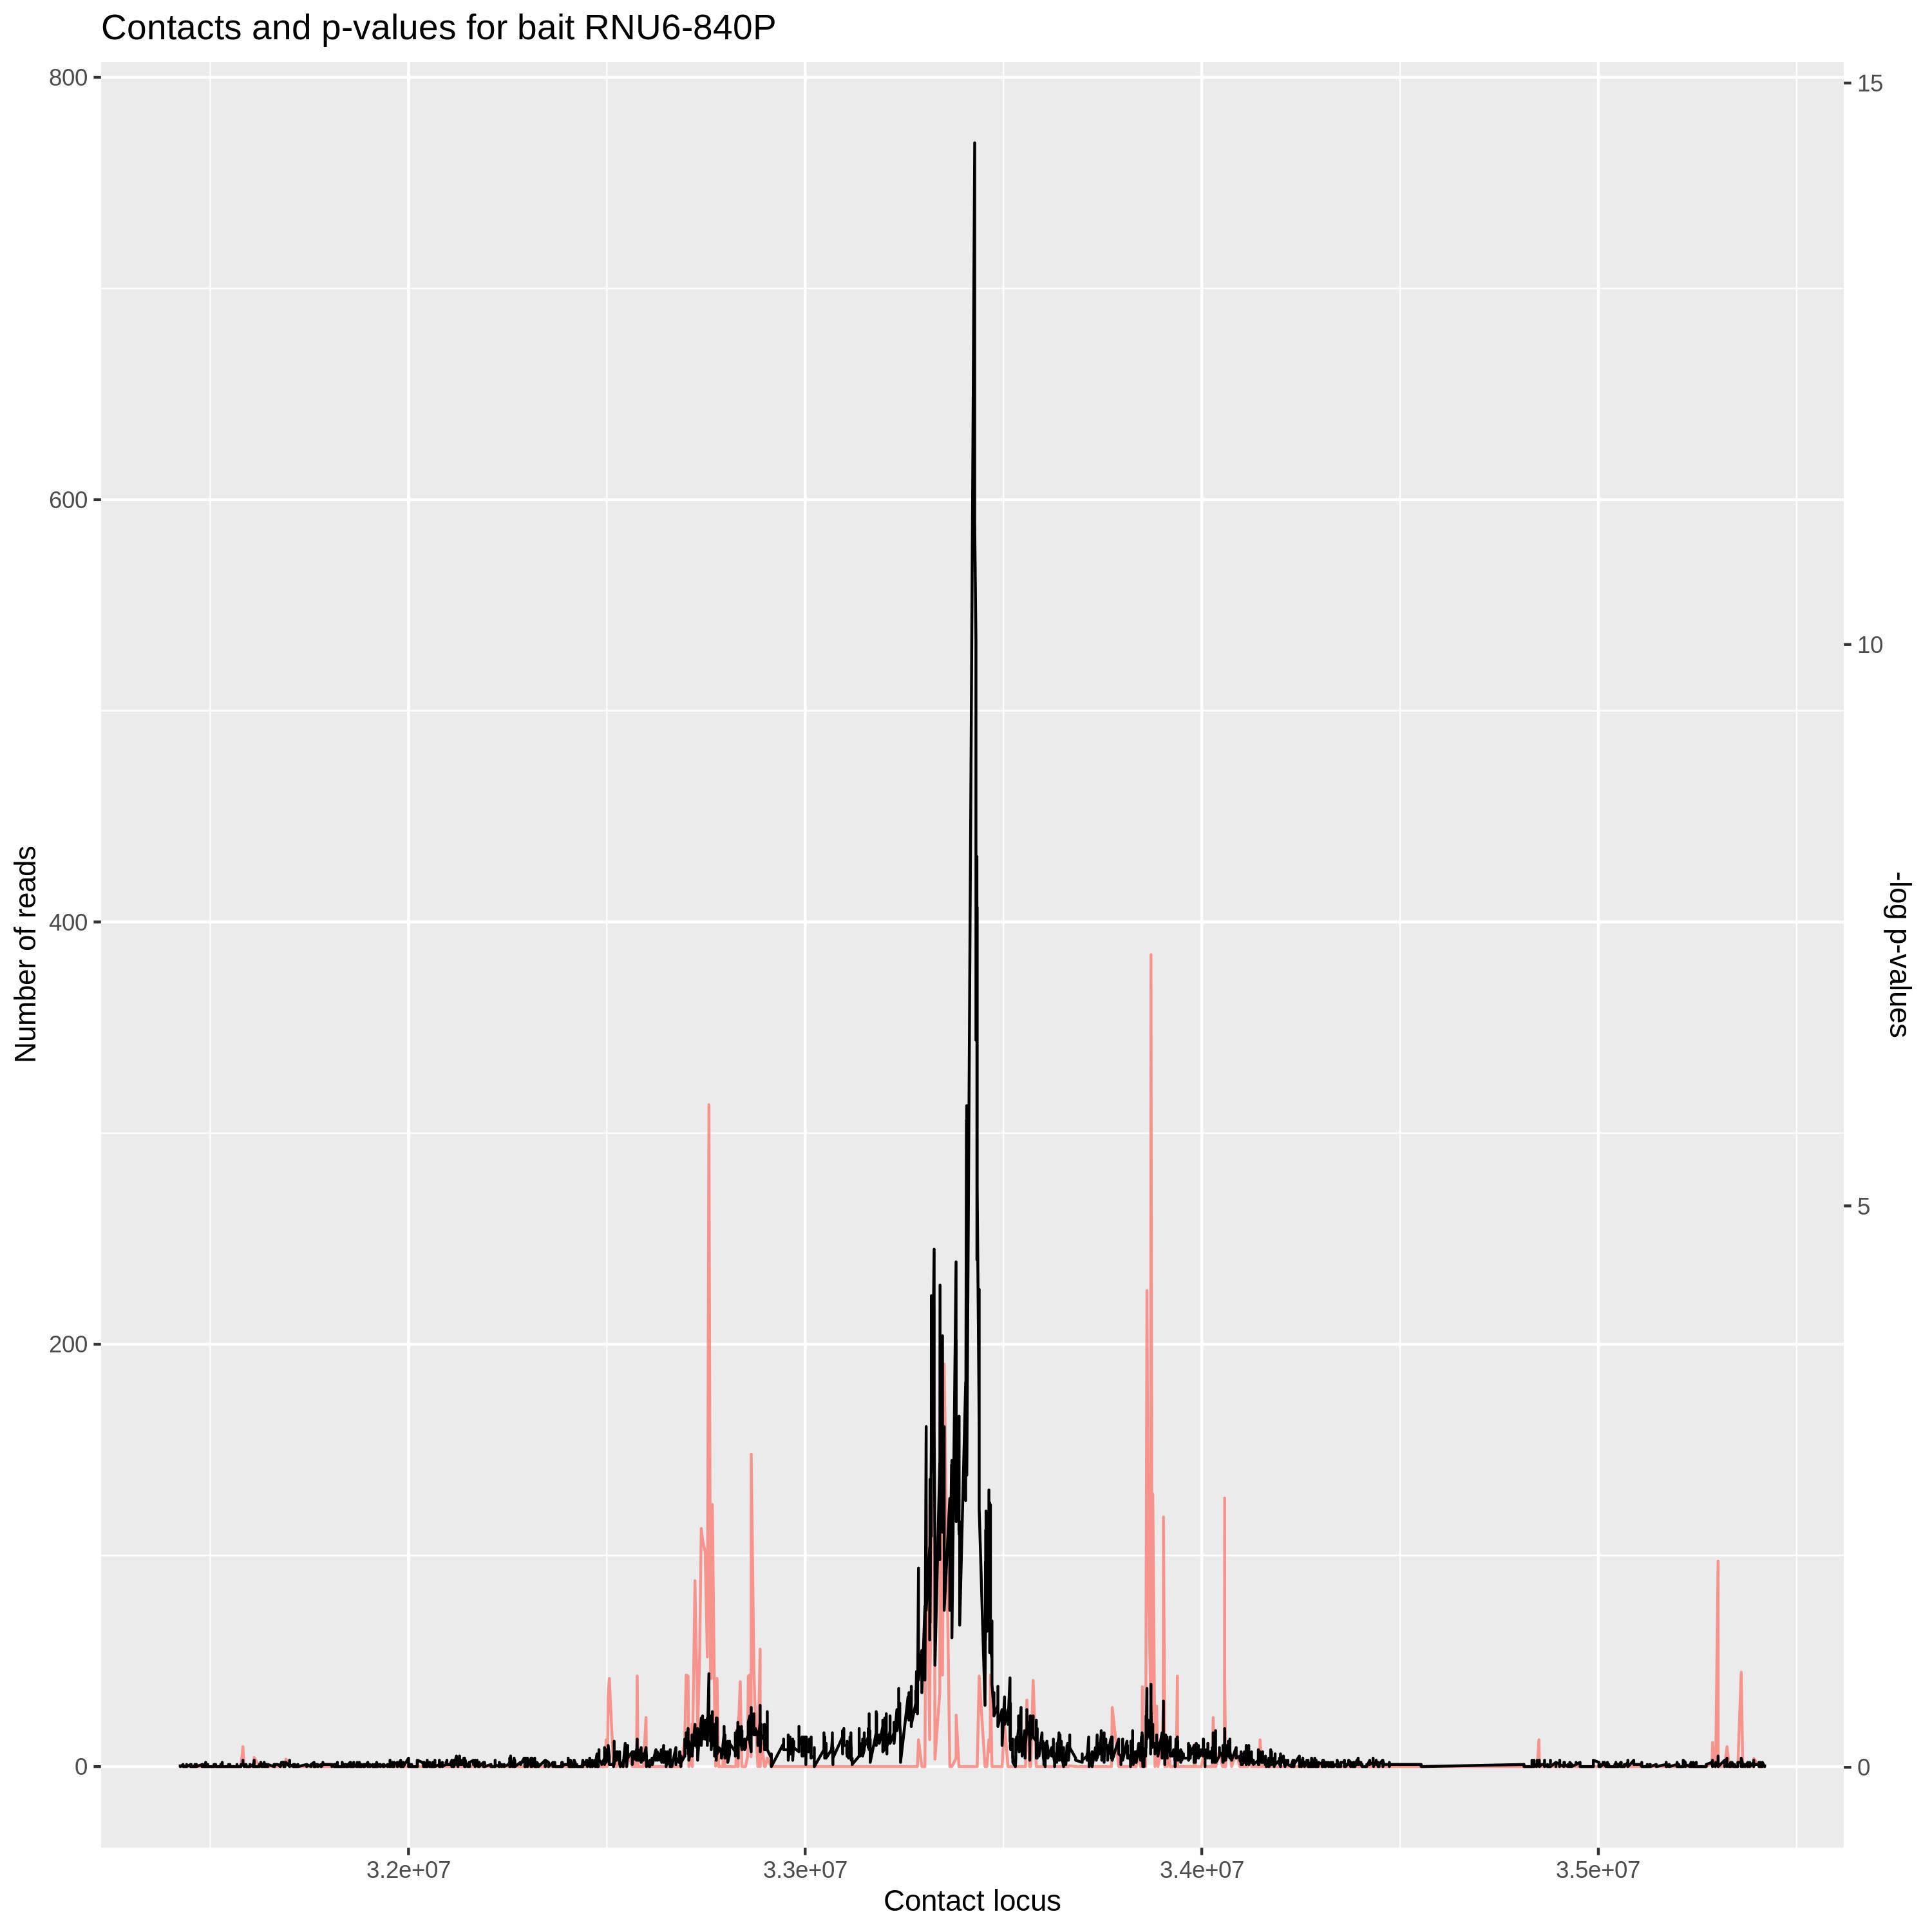 Contacts and p-values for bait RNU6-840P
800
600
400
200
0
Number of reads
15
10
5
0
-log p-values
3.2e+07 3.3e+07 3.4e+07 3.5e+07
Contact locus